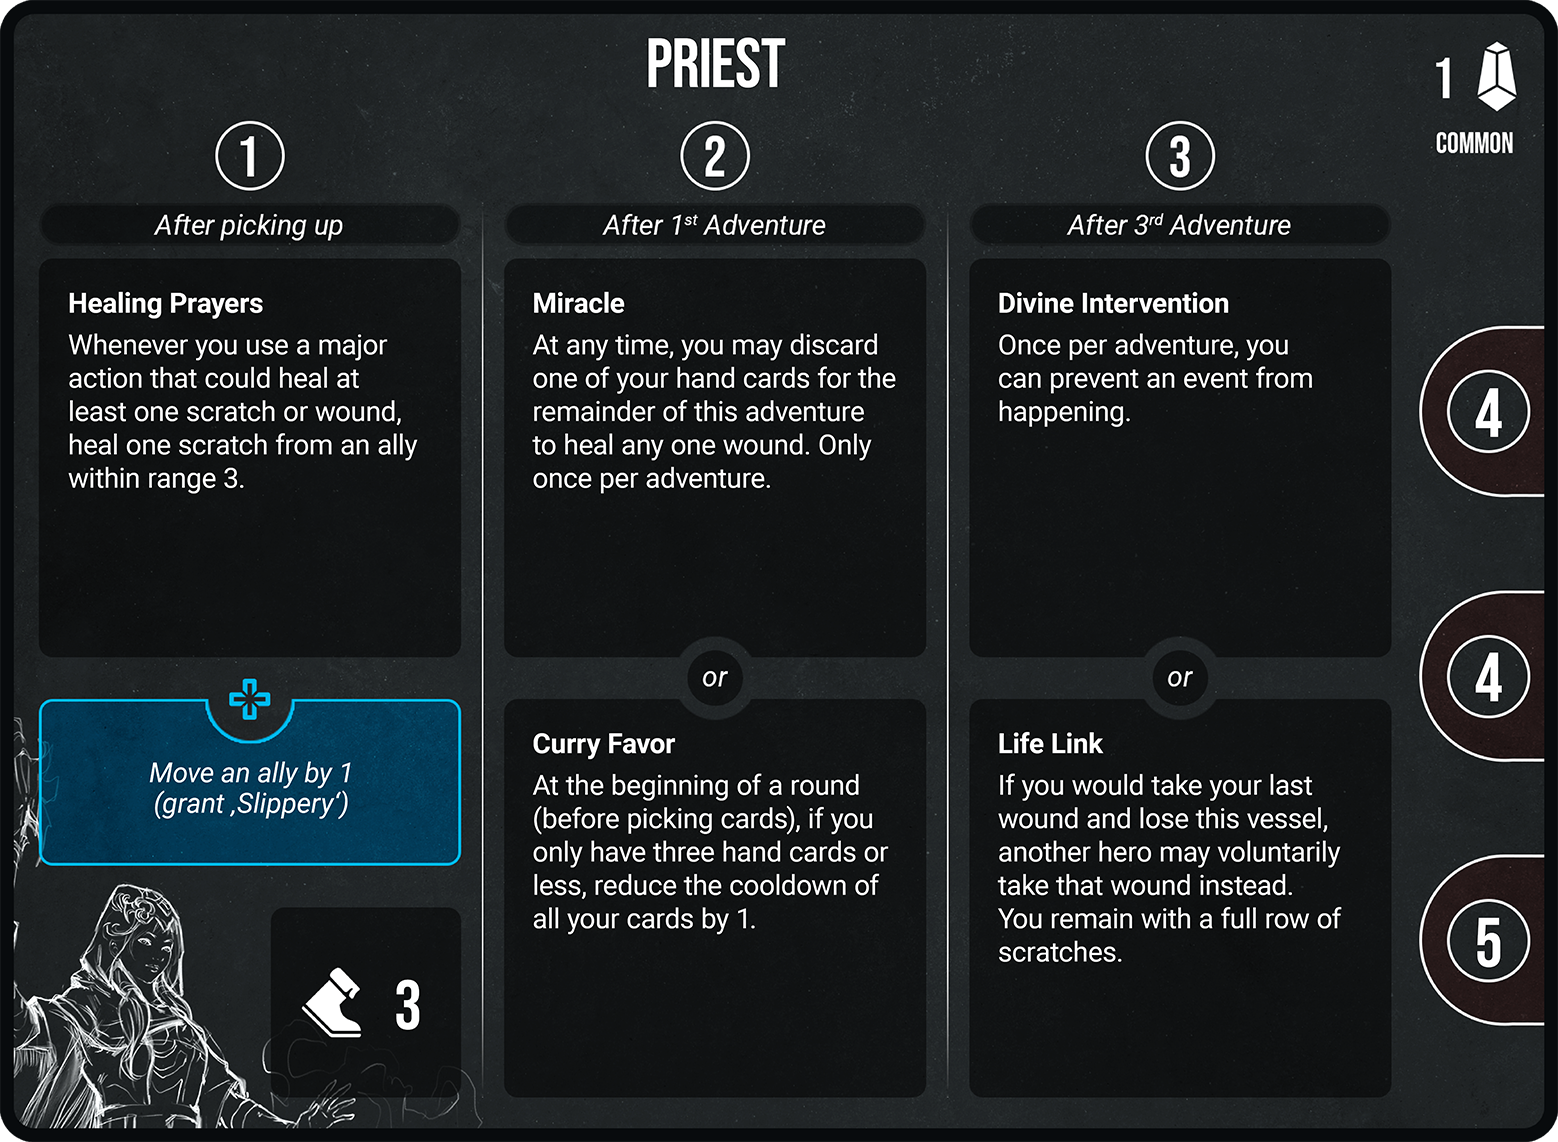 PRIEST
1
COMMON
1
After picking up
Healing Prayers
Whenever you use a major
action that could heal at
least one scratch or wound,
heal one scratch from an ally
within range 3.
Move an ally by 1
(grant ‚Slippery‘)
3
2
After 1st Adventure
Miracle
At any time, you may discard
one of your hand cards for the
remainder of this adventure
to heal any one wound. Only
once per adventure.
or
Curry Favor
At the beginning of a round
(before picking cards), if you
only have three hand cards or
less, reduce the cooldown of
all your cards by 1.
3
After 3rd Adventure
Divine Intervention
Once per adventure, you
can prevent an event from
happening.
or
Life Link
If you would take your last
wound and lose this vessel,
another hero may voluntarily
take that wound instead.
You remain with a full row of
scratches.
4
4
5